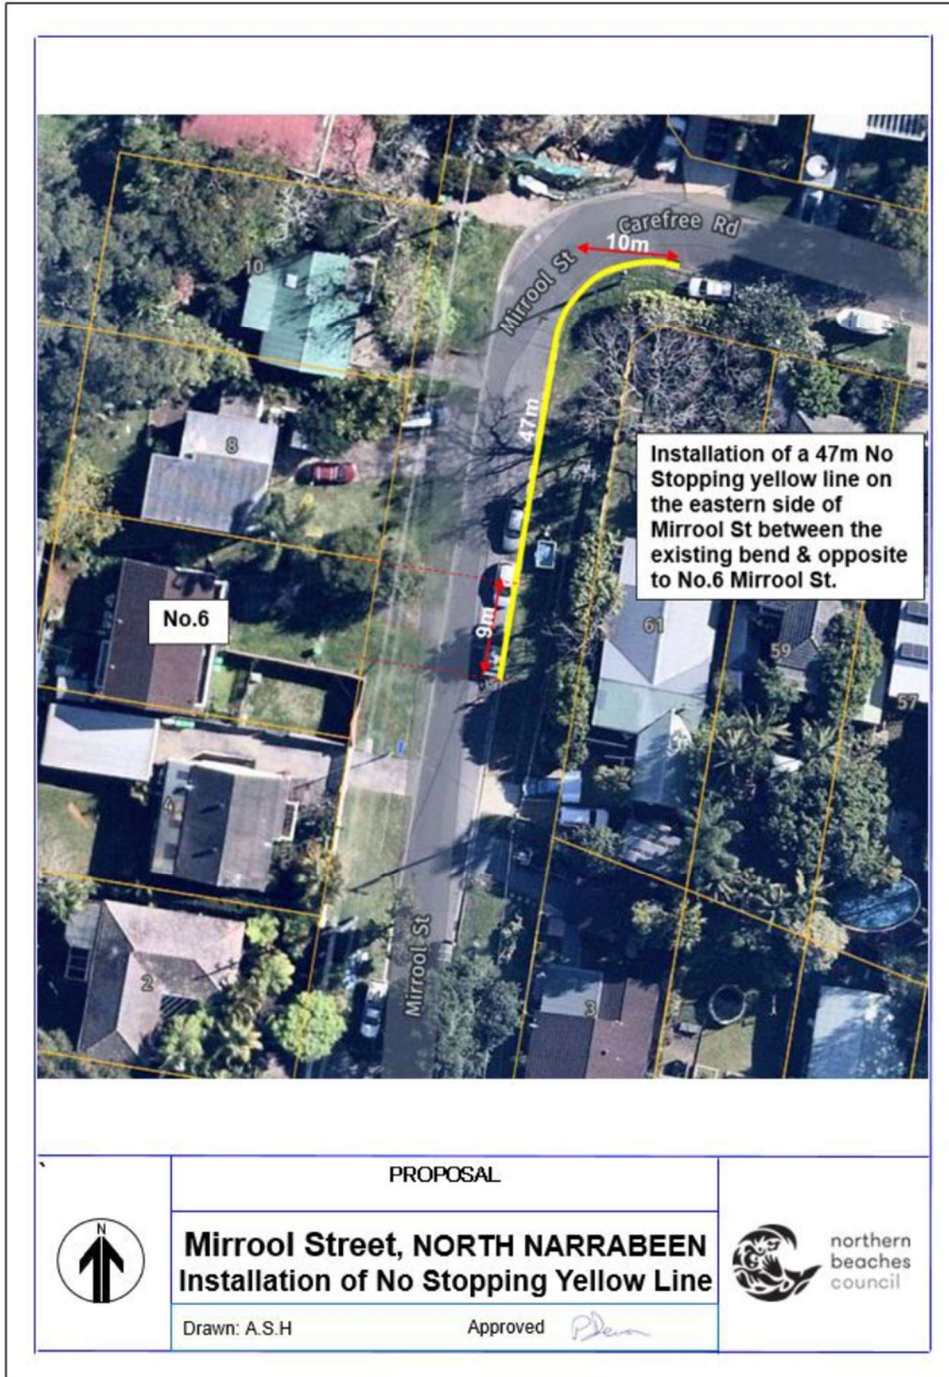 Carefree Rd
10m
Mirrool St
10
47m
8
Installation of a 47m No
Stopping yellow line on
the eastern side of
Mirrool St between the
existing bend & opposite
to No.6 Mirrool St.
No.6
9m
61
59
57
4
Mirrool St
2
3
PROPOSAL
N
Mirrool Street, NORTH NARRABEEN
Installation of No Stopping Yellow Line
northern
beaches
council
Drawn: A.S.H
Approved